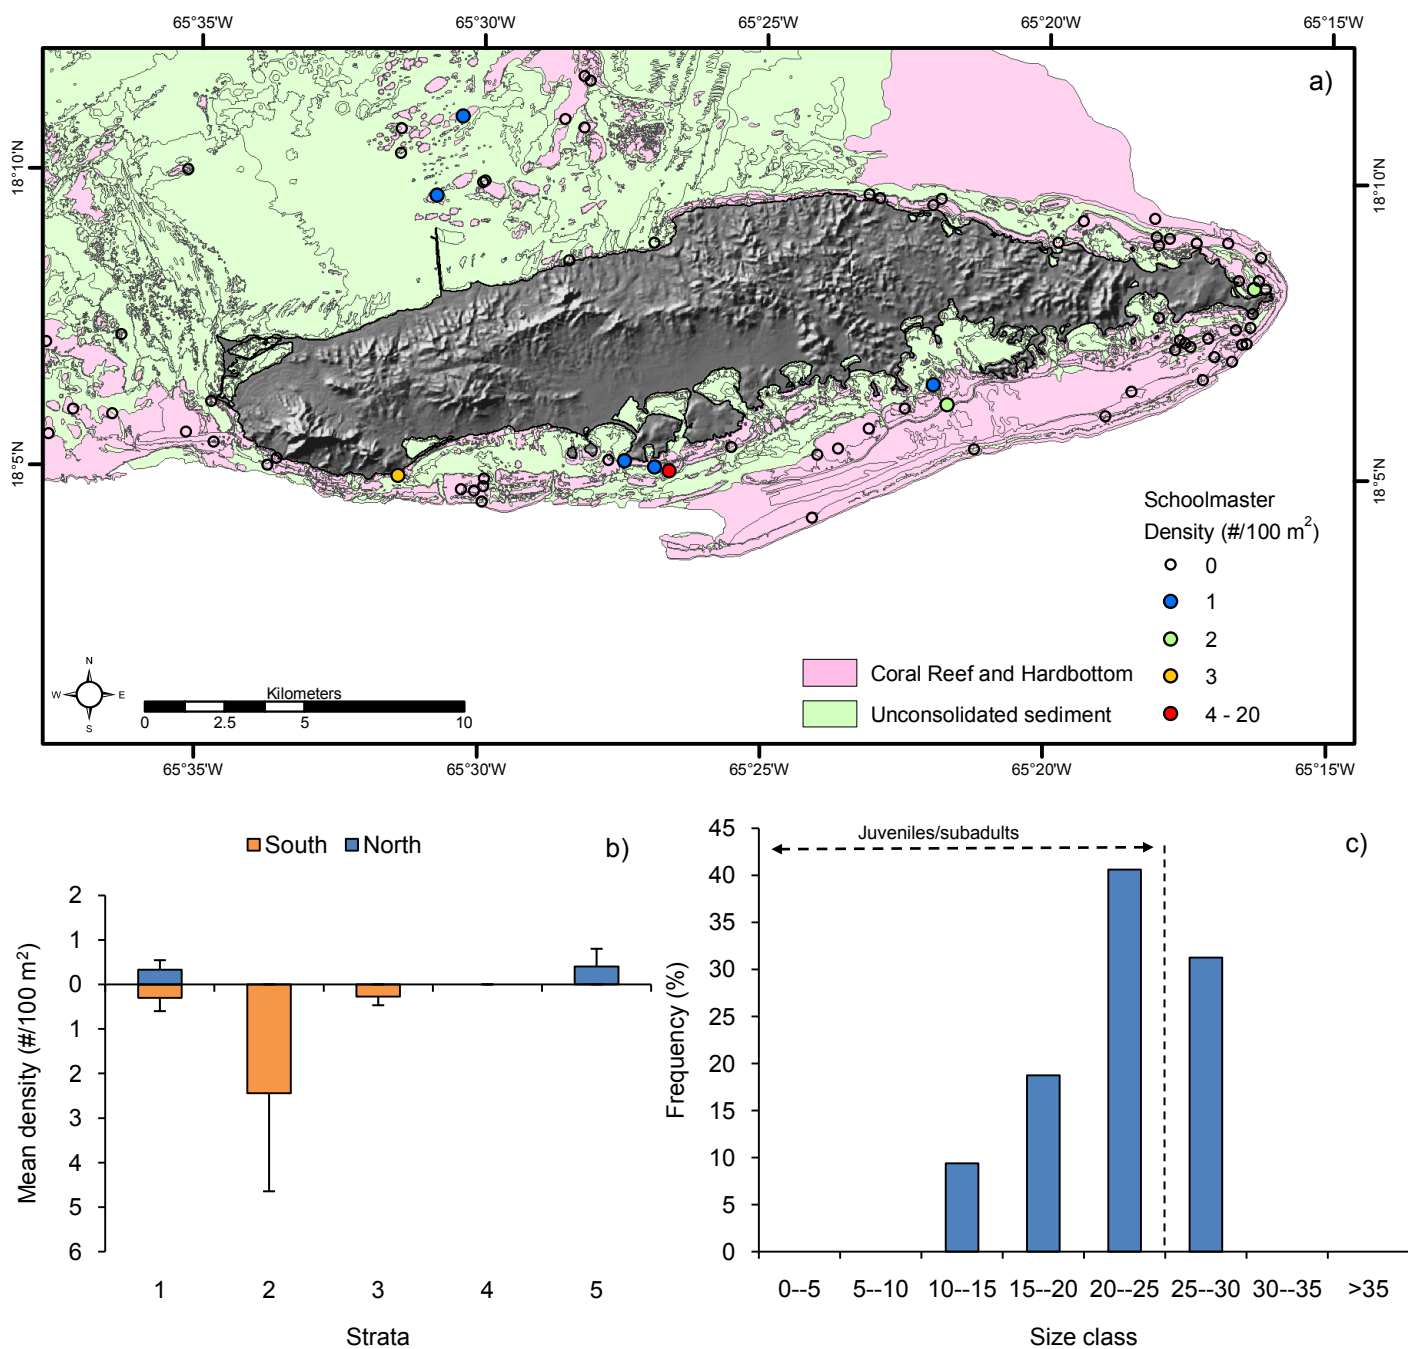 65°35'W 65°30'W 65°25'W 65°20'W 65°15'W
a)
18°10'N 18°10'N
18°5'N 18°5'N
Schoolmaster
Density (#/100 m²)
0
1
2
3
4 - 20
Coral Reef and Hardbottom
Unconsolidated sediment
N
W E
S
Kilometers
0 2.5 5 10
65°35'W 65°30'W 65°25'W 65°20'W 65°15'W
South North b)
Mean density (#/100 m²)
2
1
0
1
2
3
4
5
6
1 2 3 4 5
Strata
c)
Juveniles/subadults
Frequency (%)
45
40
35
30
25
20
15
10
5
0
0--5 5--10 10--15 15--20 20--25 25--30 30--35 >35
Size class